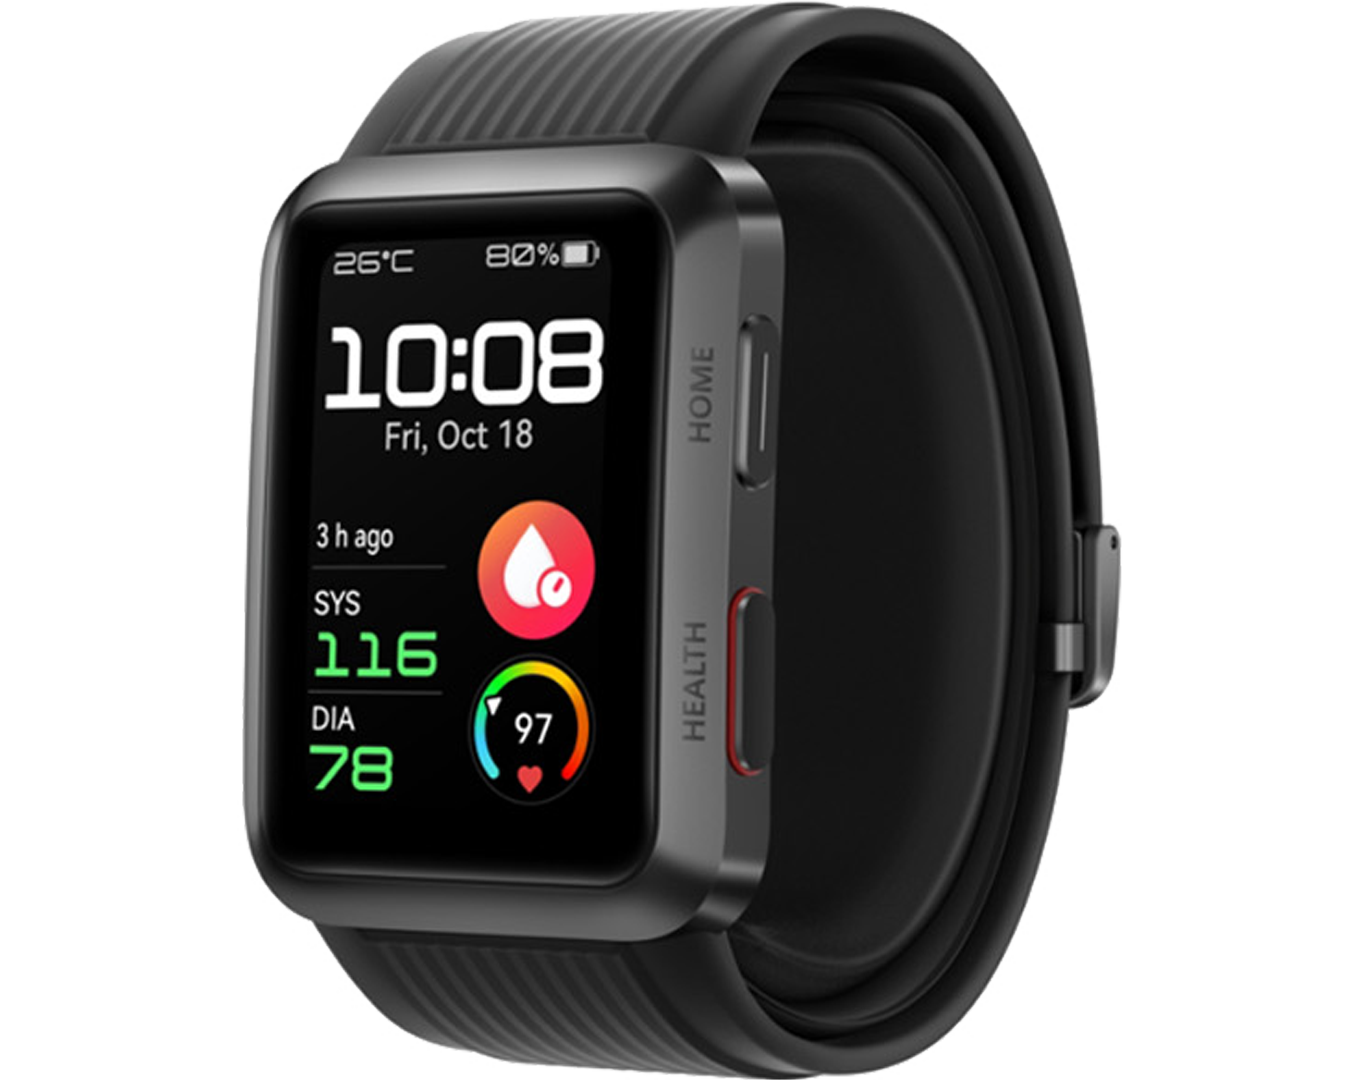 26°C 80%
10:08
Fri, Oct 18
3 h ago
SYS
116
DIA
78
97
HOME
HEALTH